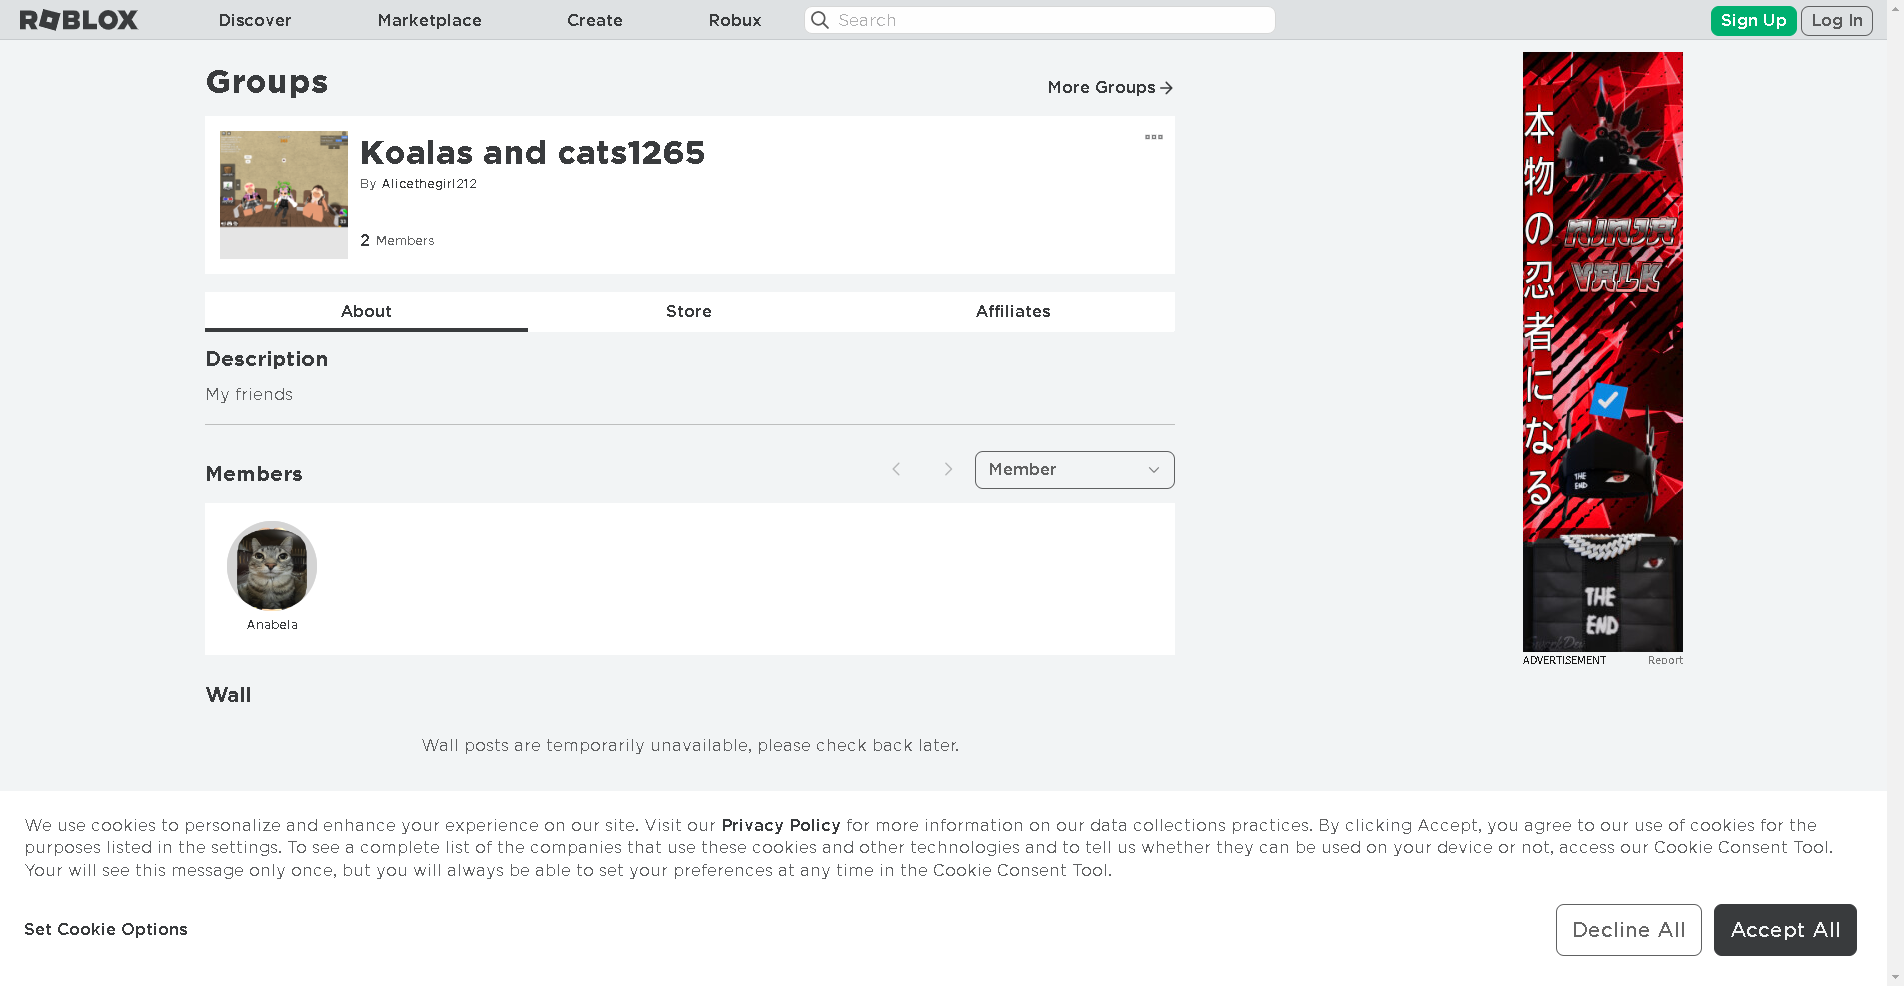 ROBLOX
Discover
Marketplace
Create
Robux
Search
Sign Up
Log In
Groups
More Groups
Koalas and cats1265
By Alicethegirl212
2 Members
About
Store
Affiliates
Description
My friends
Members
Member
Anabela
Wall
Wall posts are temporarily unavailable, please check back later.
本物の忍者になる
NINJA
VALK
THE
END
THE
END
ADVERTISEMENT
Report
We use cookies to personalize and enhance your experience on our site. Visit our Privacy Policy for more information on our data collections practices. By clicking Accept, you agree to our use of cookies for the
purposes listed in the settings. To see a complete list of the companies that use these cookies and other technologies and to tell us whether they can be used on your device or not, access our Cookie Consent Tool.
Your will see this message only once, but you will always be able to set your preferences at any time in the Cookie Consent Tool.
Set Cookie Options
Decline All
Accept All